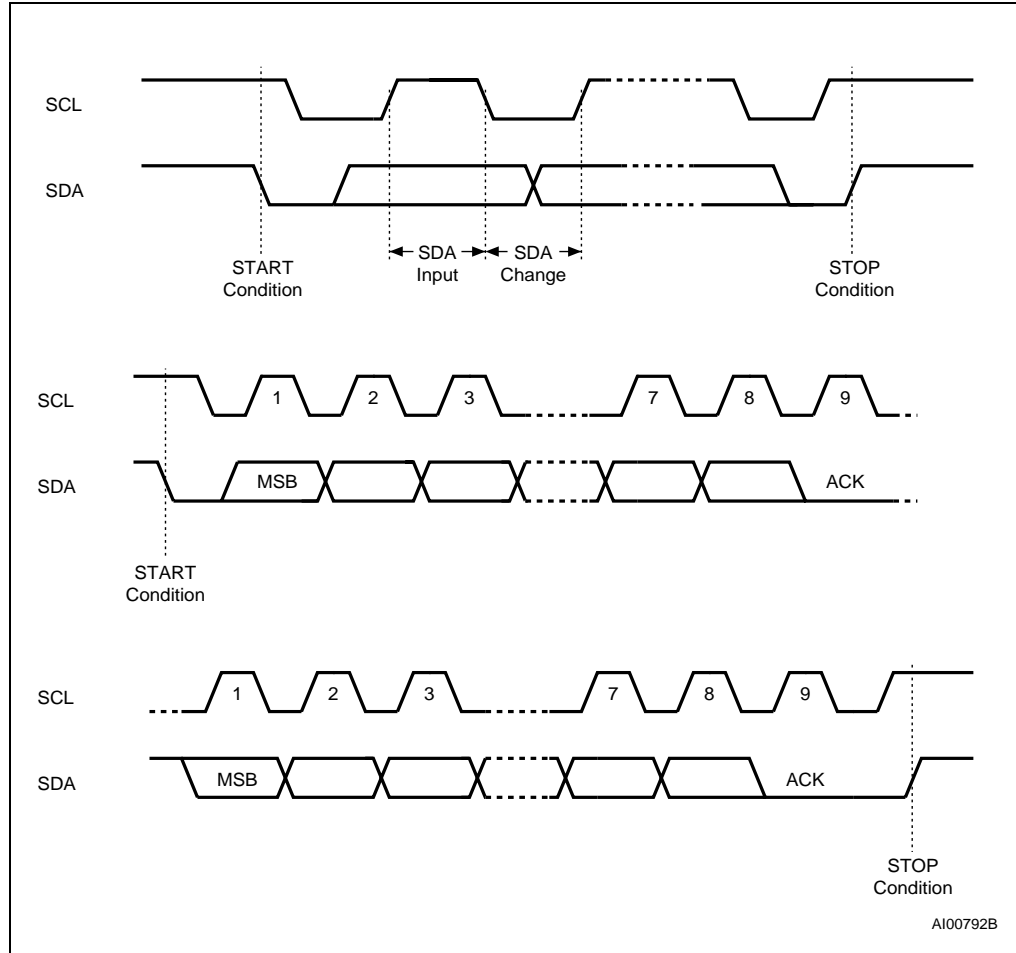 SCL
SDA
SDA
Input
SDA
Change
START
Condition
STOP
Condition
SCL
1
2
3
7
8
9
SDA
MSB
ACK
START
Condition
SCL
1
2
3
7
8
9
SDA
MSB
ACK
STOP
Condition
AI00792B